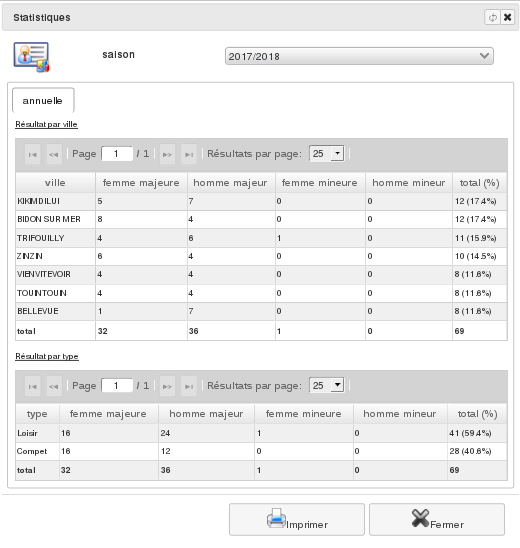 Statistiques
saison 2017/2018
annuelle
Résultat par ville
Page 1 / 1 Résultats par page: 25
ville femme majeure homme majeur femme mineure homme mineur total (%)
KIKIMDILUI 5 7 0 0 12 (17.4%)
BIDON SUR MER 8 4 0 0 12 (17.4%)
TRIFOUILLY 4 6 1 0 11 (15.9%)
ZINZIN 6 4 0 0 10 (14.5%)
VIENVITEVOIR 4 4 0 0 8 (11.6%)
TOUINTOUIN 4 4 0 0 8 (11.6%)
BELLEVUE 1 7 0 0 8 (11.6%)
total 32 36 1 0 69
Résultat par type
Page 1 / 1 Résultats par page: 25
type femme majeure homme majeur femme mineure homme mineur total (%)
Loisir 16 24 1 0 41 (59.4%)
Compet 16 12 0 0 28 (40.6%)
total 32 36 1 0 69
Imprimer Fermer